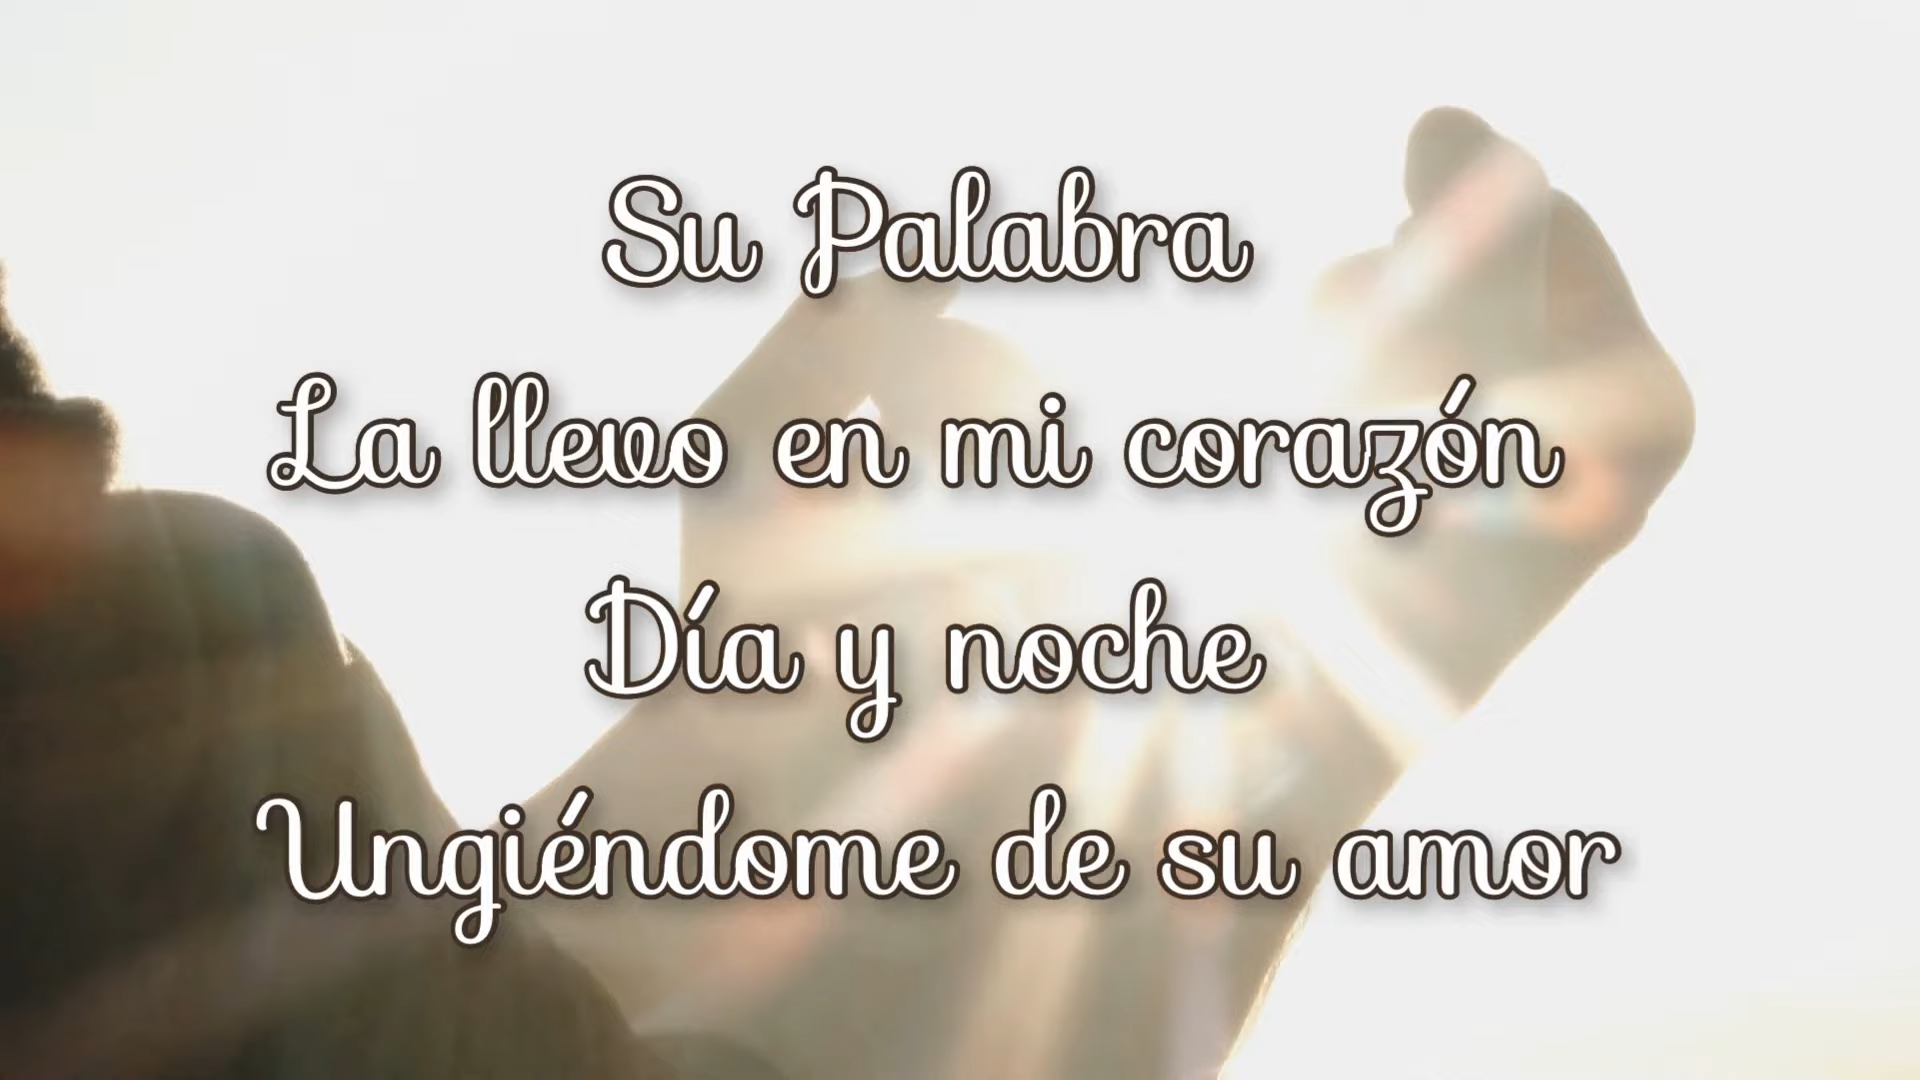 Su Palabra
La llevo en mi corazón
Día y noche
Ungiéndome de su amor